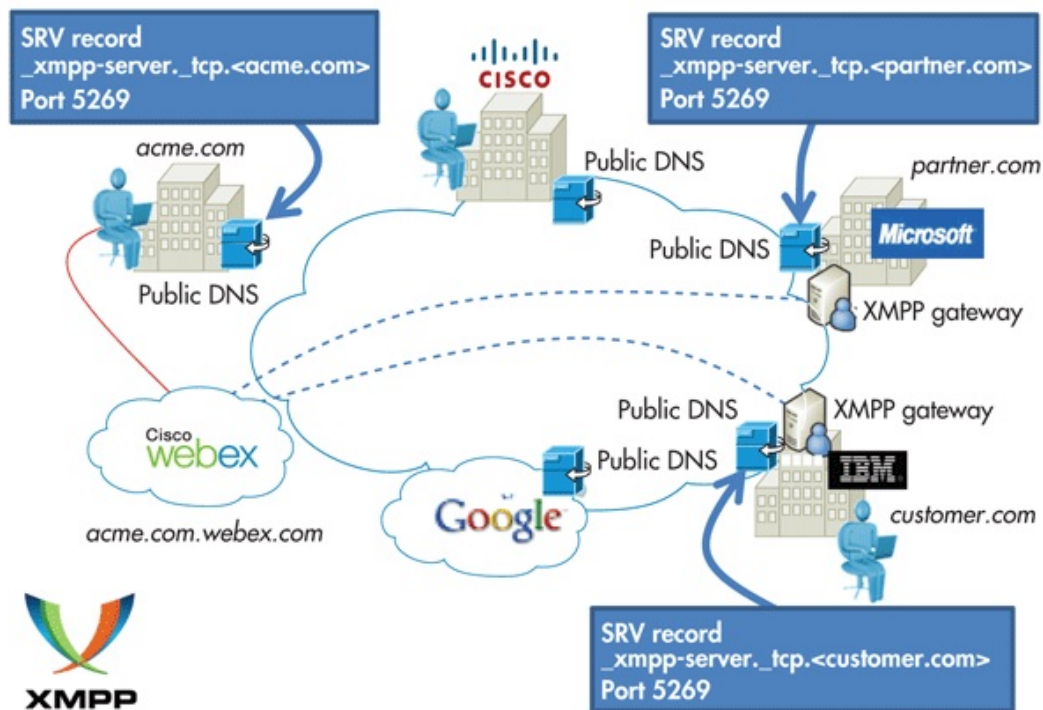 SRV record
_xmpp-server._tcp.<acme.com>
Port 5269
CISCO
SRV record
_xmpp-server._tcp.<partner.com>
Port 5269
acme.com
Public DNS
partner.com
Public DNS
Microsoft
Public DNS
XMPP gateway
Public DNS
XMPP gateway
Cisco
webex
Public DNS
IBM
Google
customer.com
acme.com.webex.com
SRV record
_xmpp-server._tcp.<customer.com>
Port 5269
XMPP